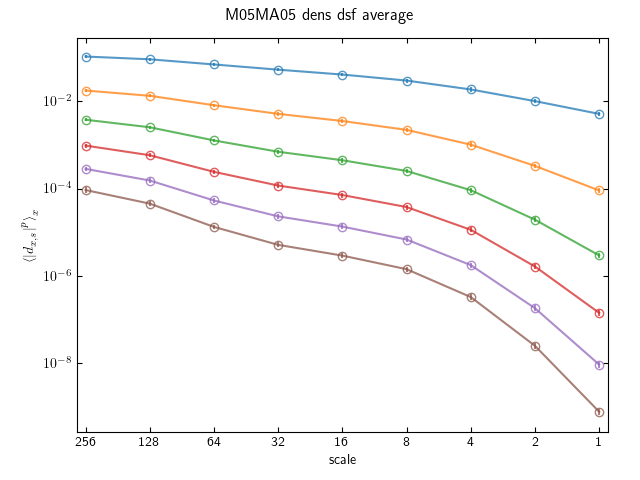 M05MA05 dens dsf average
10⁻²
10⁻⁴
10⁻⁶
10⁻⁸
⟨|d_{x,s}|^p⟩_x
256 128 64 32 16 8 4 2 1
scale